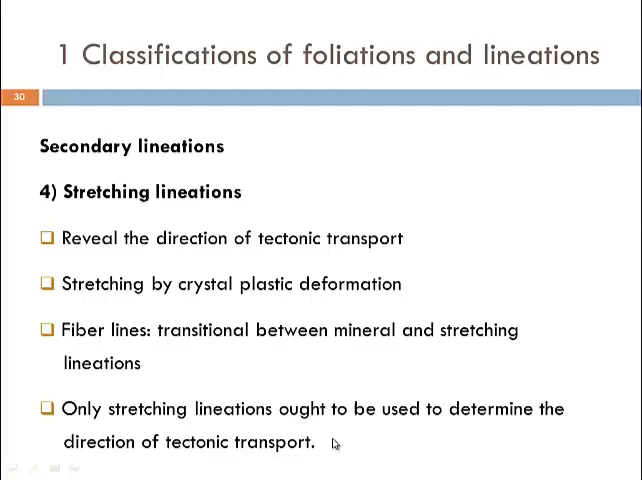 1 Classifications of foliations and lineations
30
Secondary lineations
4) Stretching lineations
Reveal the direction of tectonic transport
Stretching by crystal plastic deformation
Fiber lines: transitional between mineral and stretching
lineations
Only stretching lineations ought to be used to determine the
direction of tectonic transport.